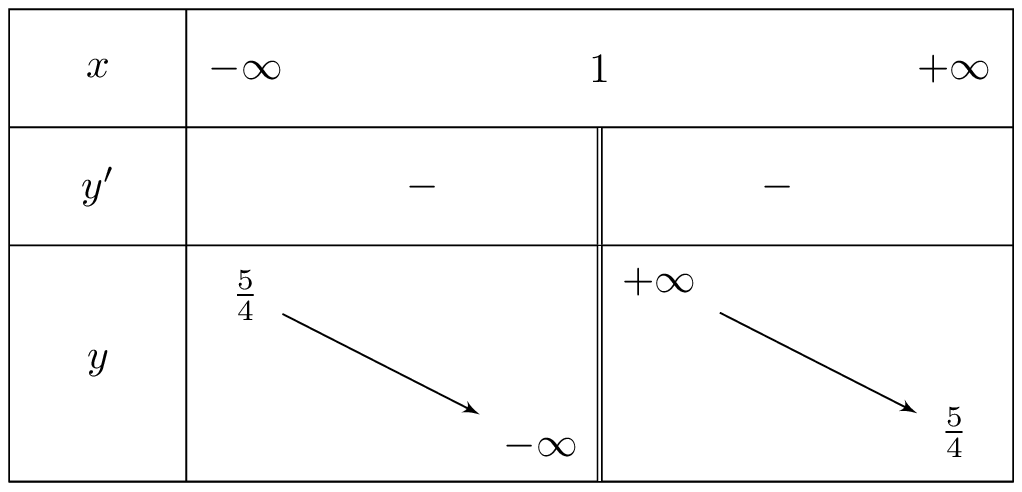 x −∞ 1 +∞
y′ − −
5/4 +∞
y
−∞ 5/4